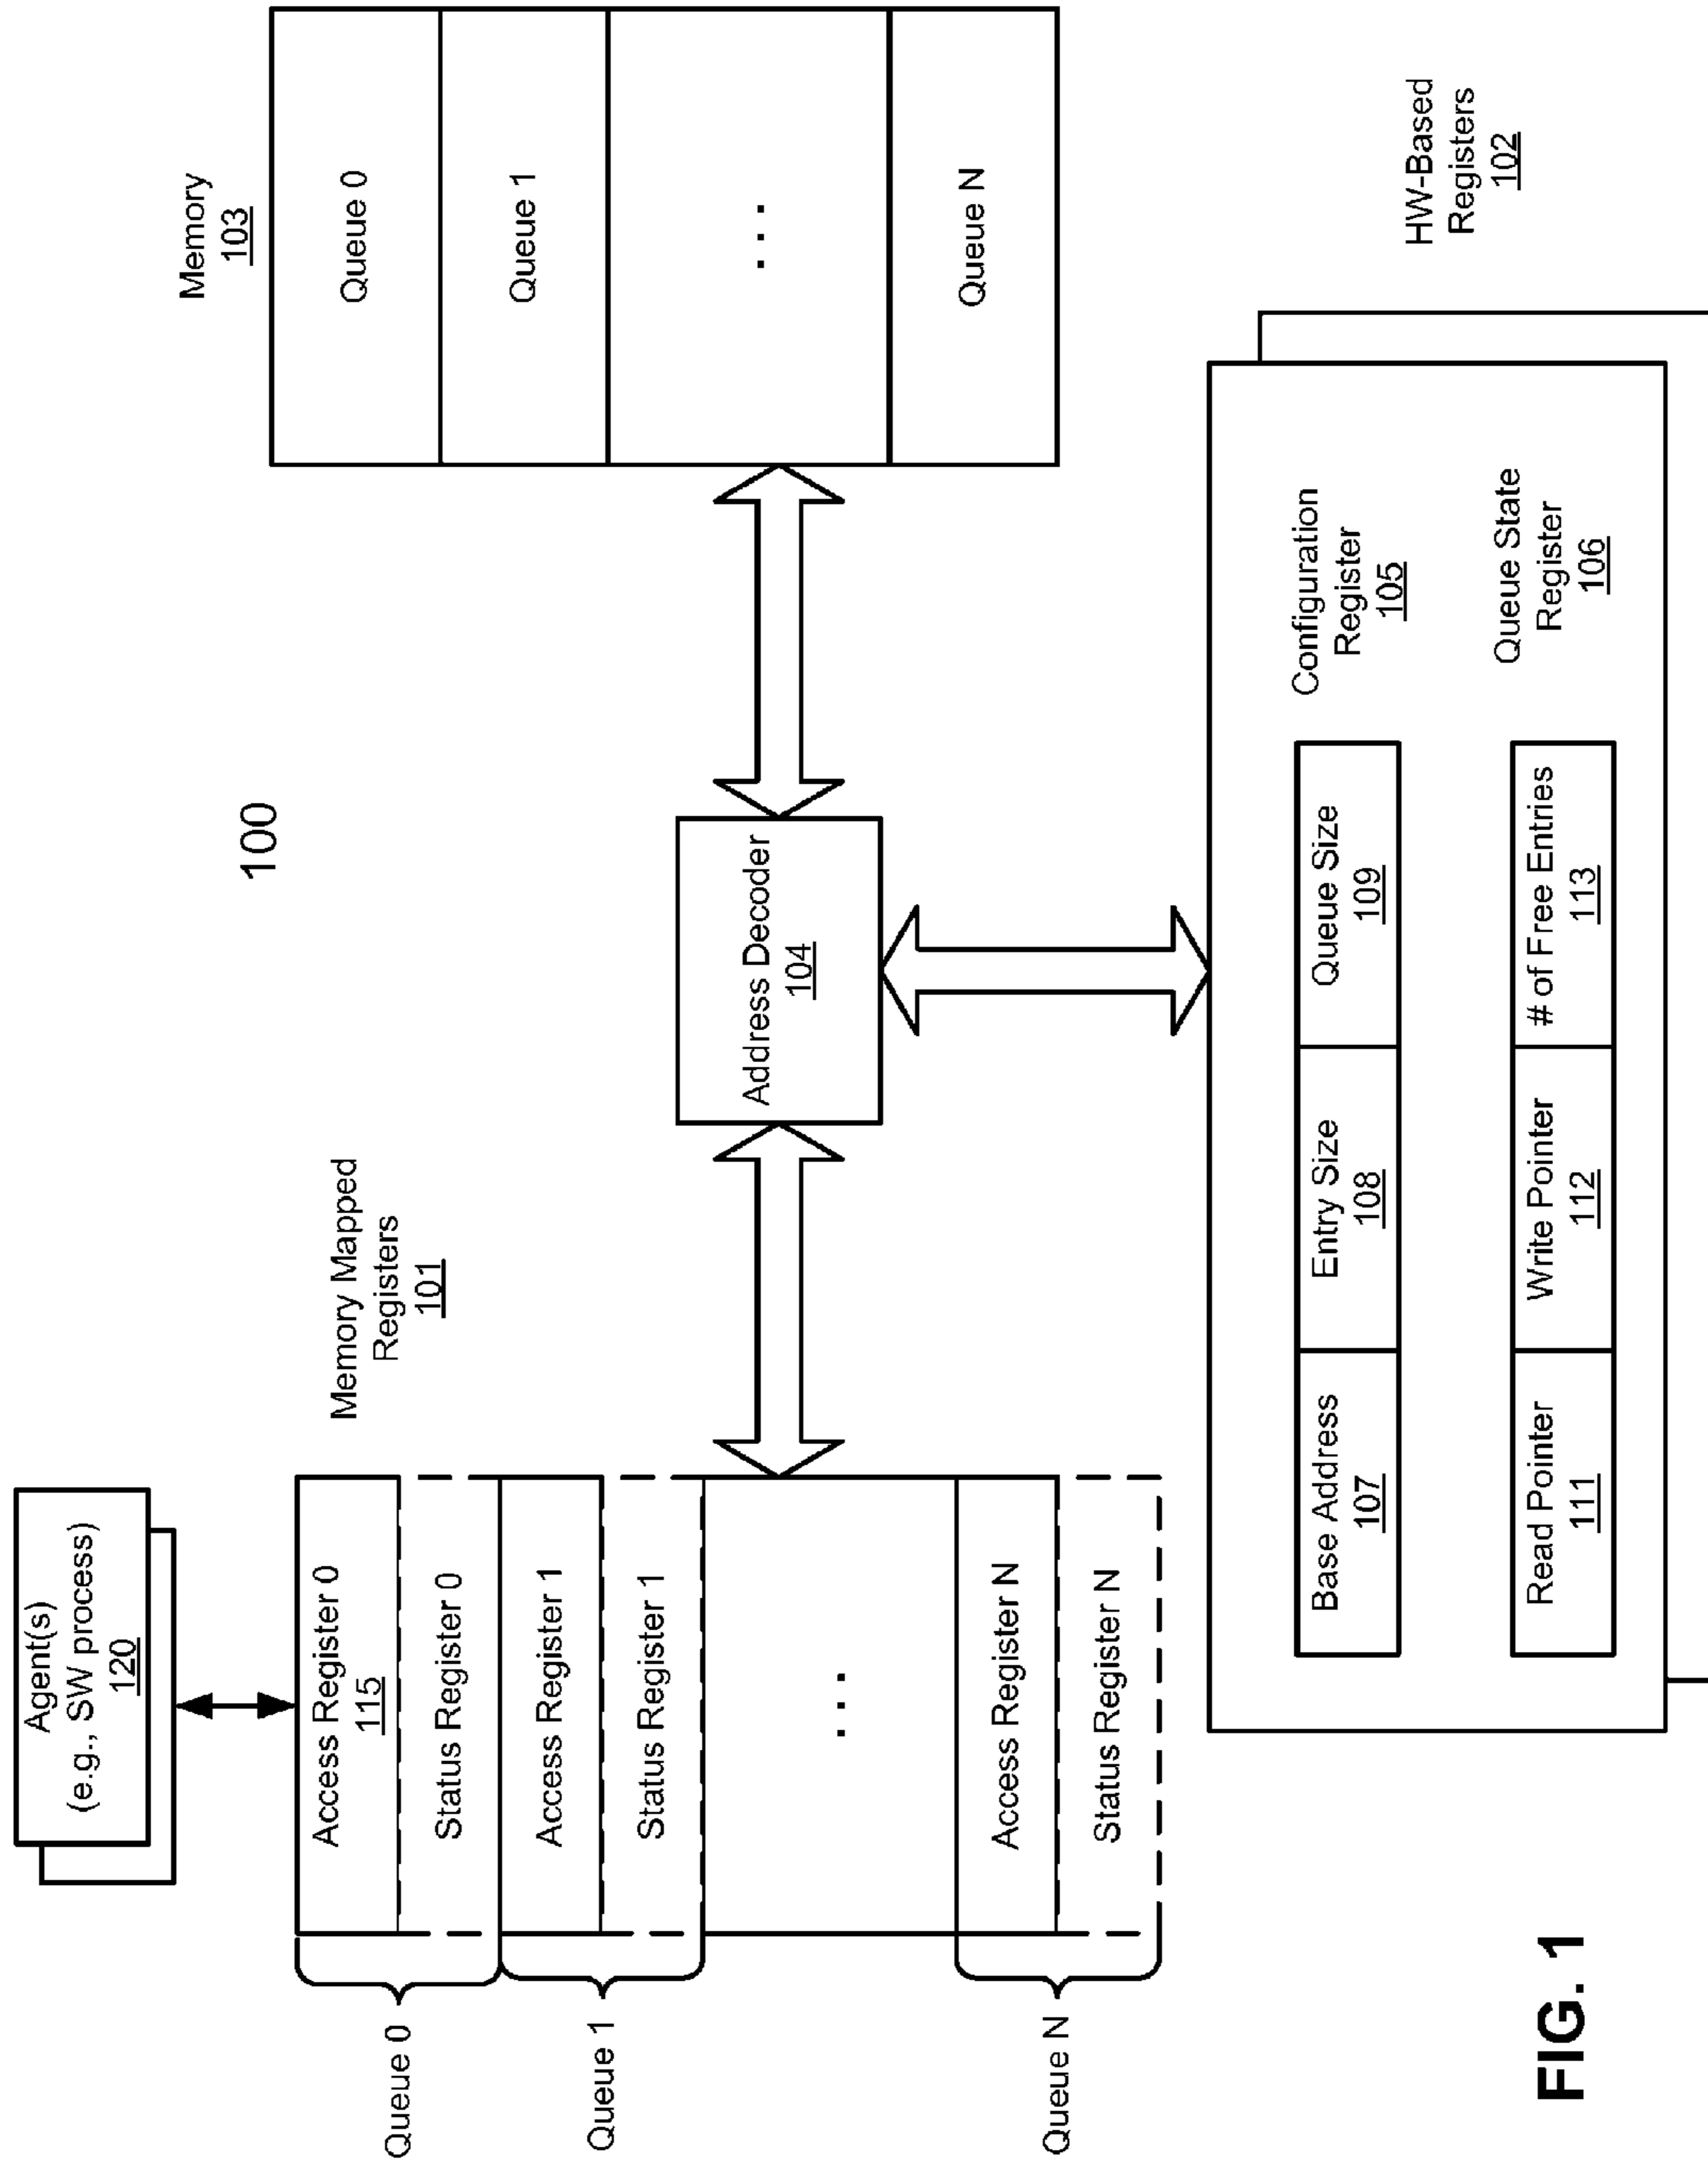 100
Agent(s)
(e.g., SW process)
120
Memory Mapped
Registers
101
Queue 0
Access Register 0
115
Status Register 0
Queue 1
Access Register 1
Status Register 1
...
Queue N
Access Register N
Status Register N
Address Decoder
104
Memory
103
Queue 0
Queue 1
...
Queue N
Base Address
107
Entry Size
108
Queue Size
109
Configuration
Register
105
Read Pointer
111
Write Pointer
112
# of Free Entries
113
Queue State
Register
106
HW-Based
Registers
102
FIG. 1